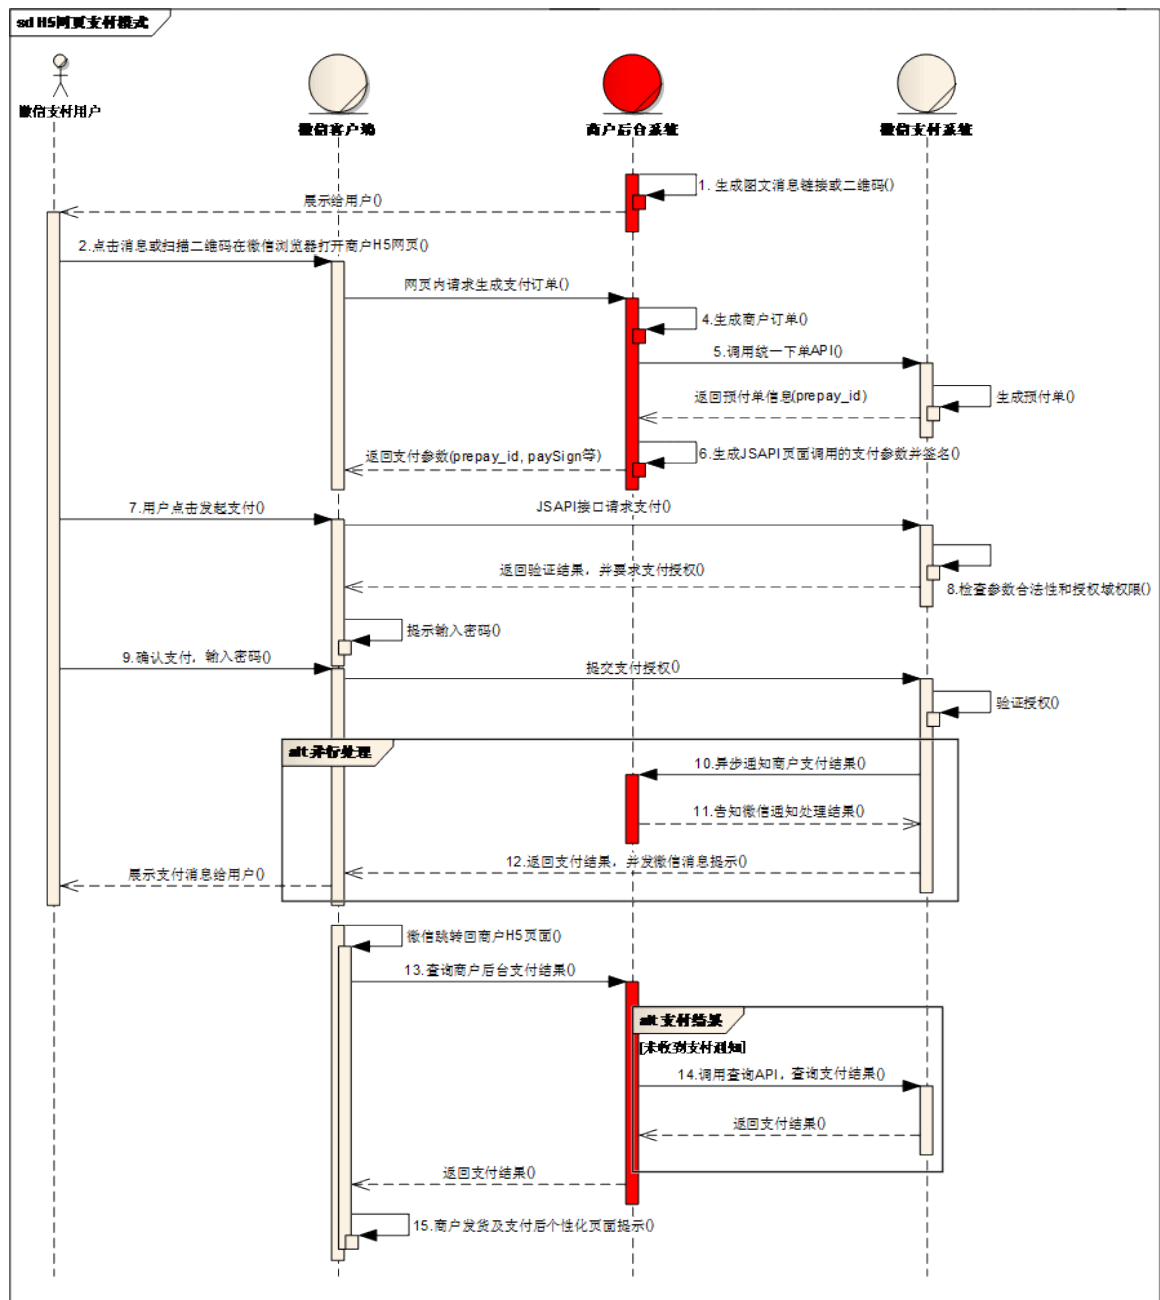 sd H5网页支付模式
微信支付用户
微信客户端
商户后台系统
微信支付系统
1. 生成图文消息链接或二维码()
展示给用户()
2.点击消息或扫描二维码在微信浏览器打开商户H5网页()
网页内请求生成支付订单()
4.生成商户订单()
5.调用统一下单API()
生成预付单()
返回预付单信息(prepay_id)
6.生成JSAPI页面调用的支付参数并签名()
返回支付参数(prepay_id, paySign等)
7.用户点击发起支付()
JSAPI接口请求支付()
返回验证结果，并要求支付授权()
8.检查参数合法性和授权域权限()
提示输入密码()
9.确认支付，输入密码()
提交支付授权()
验证授权()
alt 并行处理
10.异步通知商户支付结果()
11.告知微信通知处理结果()
12.返回支付结果，并发微信消息提示()
展示支付消息给用户()
微信跳转回商户H5页面()
13.查询商户后台支付结果()
alt 支付结果
[未收到支付通知]
14.调用查询API，查询支付结果()
返回支付结果()
返回支付结果()
15.商户发货及支付后个性化页面提示()